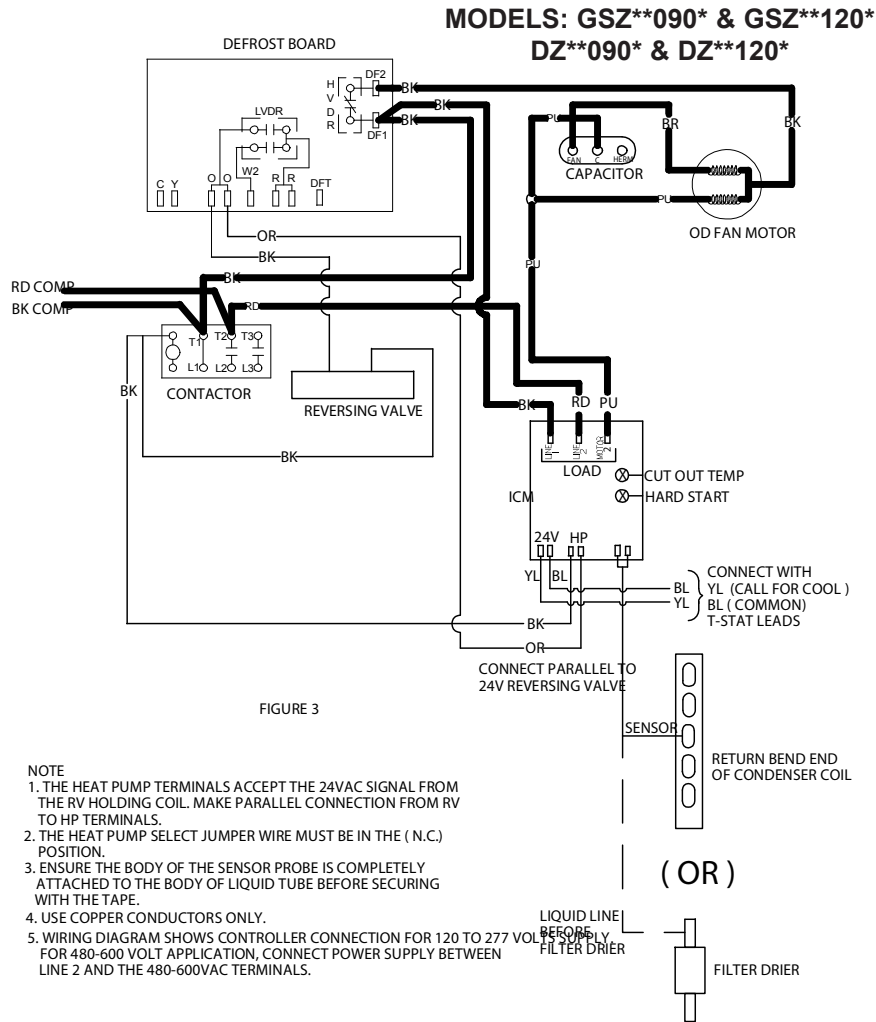 MODELS: GSZ**090* & GSZ**120*
DZ**090* & DZ**120*
DEFROST BOARD
DF2
H
V
D
R
DF1
LVDR
C Y
O O
W2
R R
DFT
BK
BK
BK
PU
BR
BK
FAN
C
HERM
CAPACITOR
PU
OD FAN MOTOR
OR
BK
BK
PU
RD COMP
BK COMP
RD
T1
T2
T3
L1
L2
L3
CONTACTOR
BK
REVERSING VALVE
BK
BK
RD
PU
LINE 1
LINE 2
MOTOR 2
LOAD
CUT OUT TEMP
ICM
HARD START
24V HP
YL BL
BL
YL
CONNECT WITH
YL (CALL FOR COOL )
BL ( COMMON)
T-STAT LEADS
BK
OR
CONNECT PARALLEL TO
24V REVERSING VALVE
FIGURE 3
SENSOR
RETURN BEND END
OF CONDENSER COIL
NOTE
1. THE HEAT PUMP TERMINALS ACCEPT THE 24VAC SIGNAL FROM
THE RV HOLDING COIL. MAKE PARALLEL CONNECTION FROM RV
TO HP TERMINALS.
2. THE HEAT PUMP SELECT JUMPER WIRE MUST BE IN THE ( N.C.)
POSITION.
3. ENSURE THE BODY OF THE SENSOR PROBE IS COMPLETELY
ATTACHED TO THE BODY OF LIQUID TUBE BEFORE SECURING
WITH THE TAPE.
4. USE COPPER CONDUCTORS ONLY.
5. WIRING DIAGRAM SHOWS CONTROLLER CONNECTION FOR 120 TO 277 VOLTS SUPPLY
FOR 480-600 VOLT APPLICATION, CONNECT POWER SUPPLY BETWEEN
LINE 2 AND THE 480-600VAC TERMINALS.
( OR )
LIQUID LINE
BEFORE
FILTER DRIER
FILTER DRIER